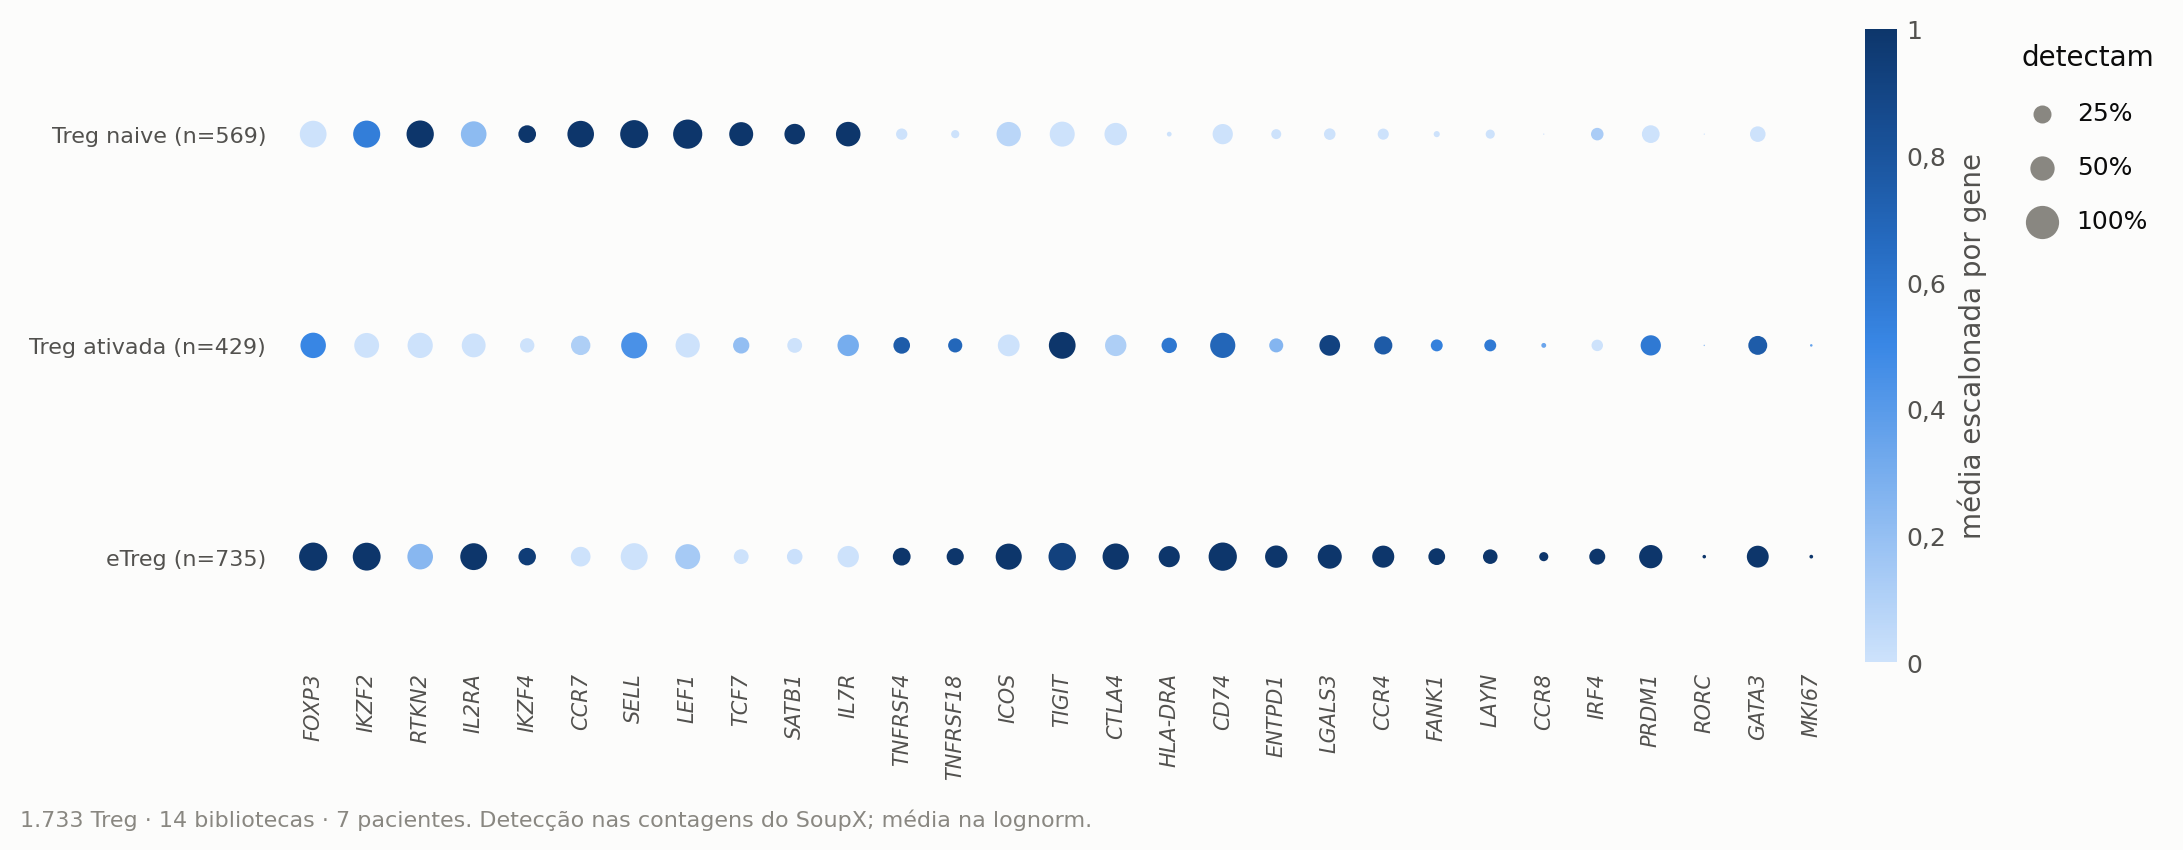 detectam
25%
50%
100%
1
0,8
0,6
0,4
0,2
0
média escalonada por gene
Treg naive (n=569)
Treg ativada (n=429)
eTreg (n=735)
FOXP3
IKZF2
RTKN2
IL2RA
IKZF4
CCR7
SELL
LEF1
TCF7
SATB1
IL7R
TNFRSF4
TNFRSF18
ICOS
TIGIT
CTLA4
HLA-DRA
CD74
ENTPD1
LGALS3
CCR4
FANK1
LAYN
CCR8
IRF4
PRDM1
RORC
GATA3
MKI67
1.733 Treg · 14 bibliotecas · 7 pacientes. Detecção nas contagens do SoupX; média na lognorm.